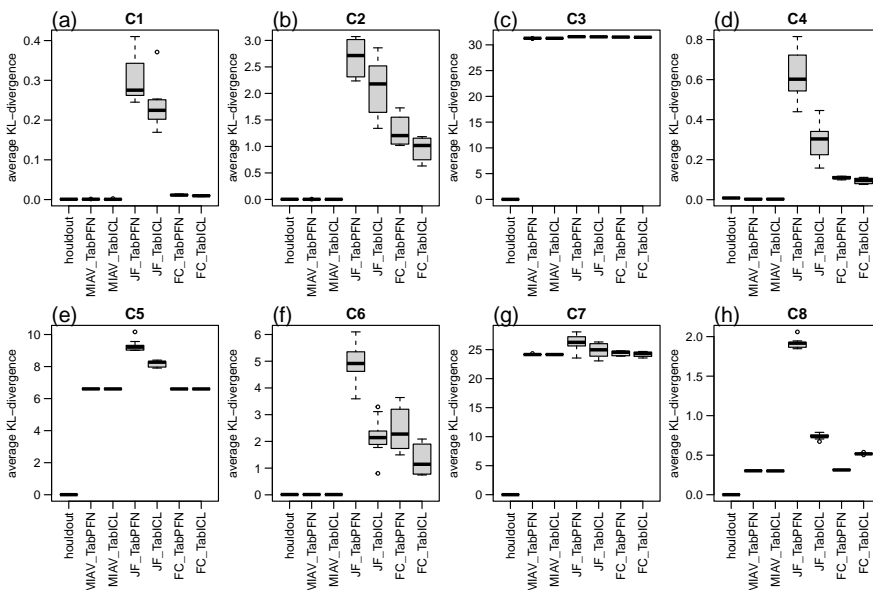 (a) C1
average KL−divergence
0.4
0.3
0.2
0.1
0.0
houldout
MIAV_TabPFN
MIAV_TabICL
JF_TabPFN
JF_TabICL
FC_TabPFN
FC_TabICL
(b) C2
average KL−divergence
3.0
2.5
2.0
1.5
1.0
0.5
0.0
houldout
MIAV_TabPFN
MIAV_TabICL
JF_TabPFN
JF_TabICL
FC_TabPFN
FC_TabICL
(c) C3
average KL−divergence
30
25
20
15
10
5
0
houldout
MIAV_TabPFN
MIAV_TabICL
JF_TabPFN
JF_TabICL
FC_TabPFN
FC_TabICL
(d) C4
average KL−divergence
0.8
0.6
0.4
0.2
0.0
houldout
MIAV_TabPFN
MIAV_TabICL
JF_TabPFN
JF_TabICL
FC_TabPFN
FC_TabICL
(e) C5
average KL−divergence
10
8
6
4
2
0
houldout
MIAV_TabPFN
MIAV_TabICL
JF_TabPFN
JF_TabICL
FC_TabPFN
FC_TabICL
(f) C6
average KL−divergence
6
5
4
3
2
1
0
houldout
MIAV_TabPFN
MIAV_TabICL
JF_TabPFN
JF_TabICL
FC_TabPFN
FC_TabICL
(g) C7
average KL−divergence
25
20
15
10
5
0
houldout
MIAV_TabPFN
MIAV_TabICL
JF_TabPFN
JF_TabICL
FC_TabPFN
FC_TabICL
(h) C8
average KL−divergence
2.0
1.5
1.0
0.5
0.0
houldout
MIAV_TabPFN
MIAV_TabICL
JF_TabPFN
JF_TabICL
FC_TabPFN
FC_TabICL